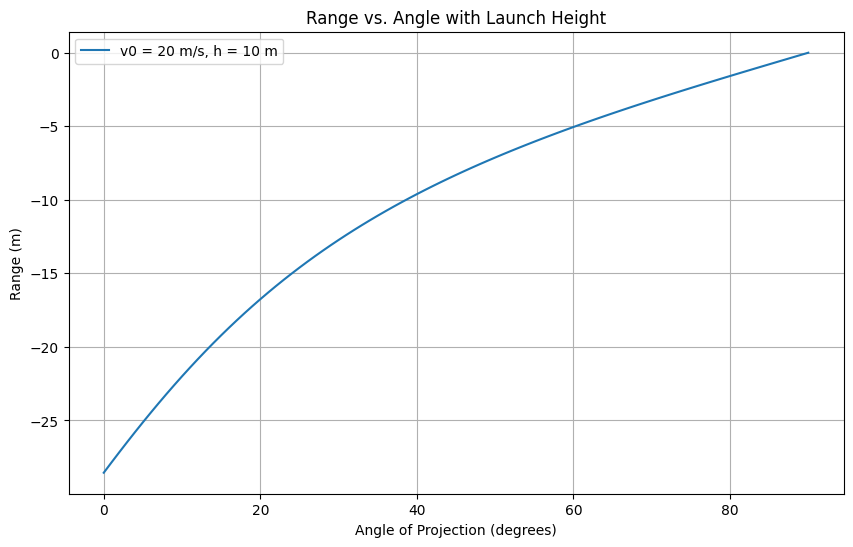 Range vs. Angle with Launch Height
v0 = 20 m/s, h = 10 m
0
−5
−10
−15
−20
−25
Range (m)
0 20 40 60 80
Angle of Projection (degrees)